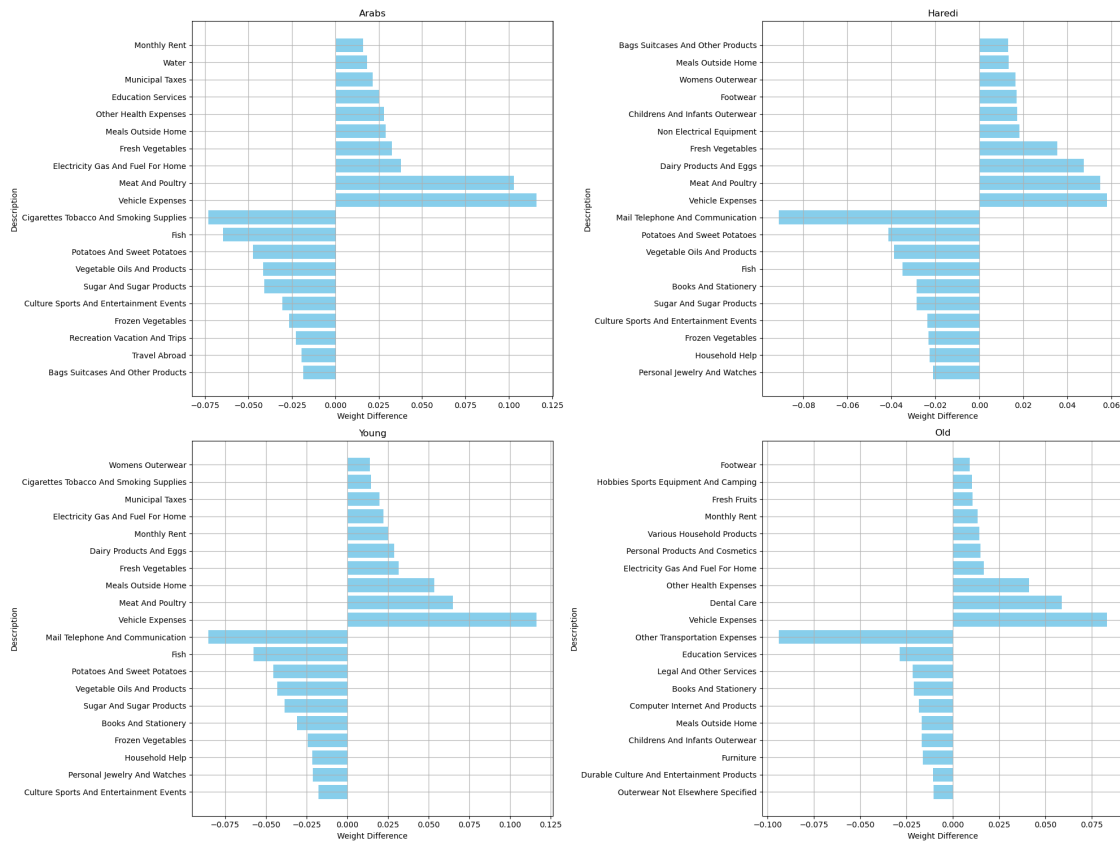 Arabs
Description
Monthly Rent
Water
Municipal Taxes
Education Services
Other Health Expenses
Meals Outside Home
Fresh Vegetables
Electricity Gas And Fuel For Home
Meat And Poultry
Vehicle Expenses
Cigarettes Tobacco And Smoking Supplies
Fish
Potatoes And Sweet Potatoes
Vegetable Oils And Products
Sugar And Sugar Products
Culture Sports And Entertainment Events
Frozen Vegetables
Recreation Vacation And Trips
Travel Abroad
Bags Suitcases And Other Products
−0.075 −0.050 −0.025 0.000 0.025 0.050 0.075 0.100 0.125
Weight Difference
Haredi
Description
Bags Suitcases And Other Products
Meals Outside Home
Womens Outerwear
Footwear
Childrens And Infants Outerwear
Non Electrical Equipment
Fresh Vegetables
Dairy Products And Eggs
Meat And Poultry
Vehicle Expenses
Mail Telephone And Communication
Potatoes And Sweet Potatoes
Vegetable Oils And Products
Fish
Books And Stationery
Sugar And Sugar Products
Culture Sports And Entertainment Events
Frozen Vegetables
Household Help
Personal Jewelry And Watches
−0.08 −0.06 −0.04 −0.02 0.00 0.02 0.04 0.06
Weight Difference
Young
Description
Womens Outerwear
Cigarettes Tobacco And Smoking Supplies
Municipal Taxes
Electricity Gas And Fuel For Home
Monthly Rent
Dairy Products And Eggs
Fresh Vegetables
Meals Outside Home
Meat And Poultry
Vehicle Expenses
Mail Telephone And Communication
Fish
Potatoes And Sweet Potatoes
Vegetable Oils And Products
Sugar And Sugar Products
Books And Stationery
Frozen Vegetables
Household Help
Personal Jewelry And Watches
Culture Sports And Entertainment Events
−0.075 −0.050 −0.025 0.000 0.025 0.050 0.075 0.100 0.125
Weight Difference
Old
Description
Footwear
Hobbies Sports Equipment And Camping
Fresh Fruits
Monthly Rent
Various Household Products
Personal Products And Cosmetics
Electricity Gas And Fuel For Home
Other Health Expenses
Dental Care
Vehicle Expenses
Other Transportation Expenses
Education Services
Legal And Other Services
Books And Stationery
Computer Internet And Products
Meals Outside Home
Childrens And Infants Outerwear
Furniture
Durable Culture And Entertainment Products
Outerwear Not Elsewhere Specified
−0.100 −0.075 −0.050 −0.025 0.000 0.025 0.050 0.075
Weight Difference